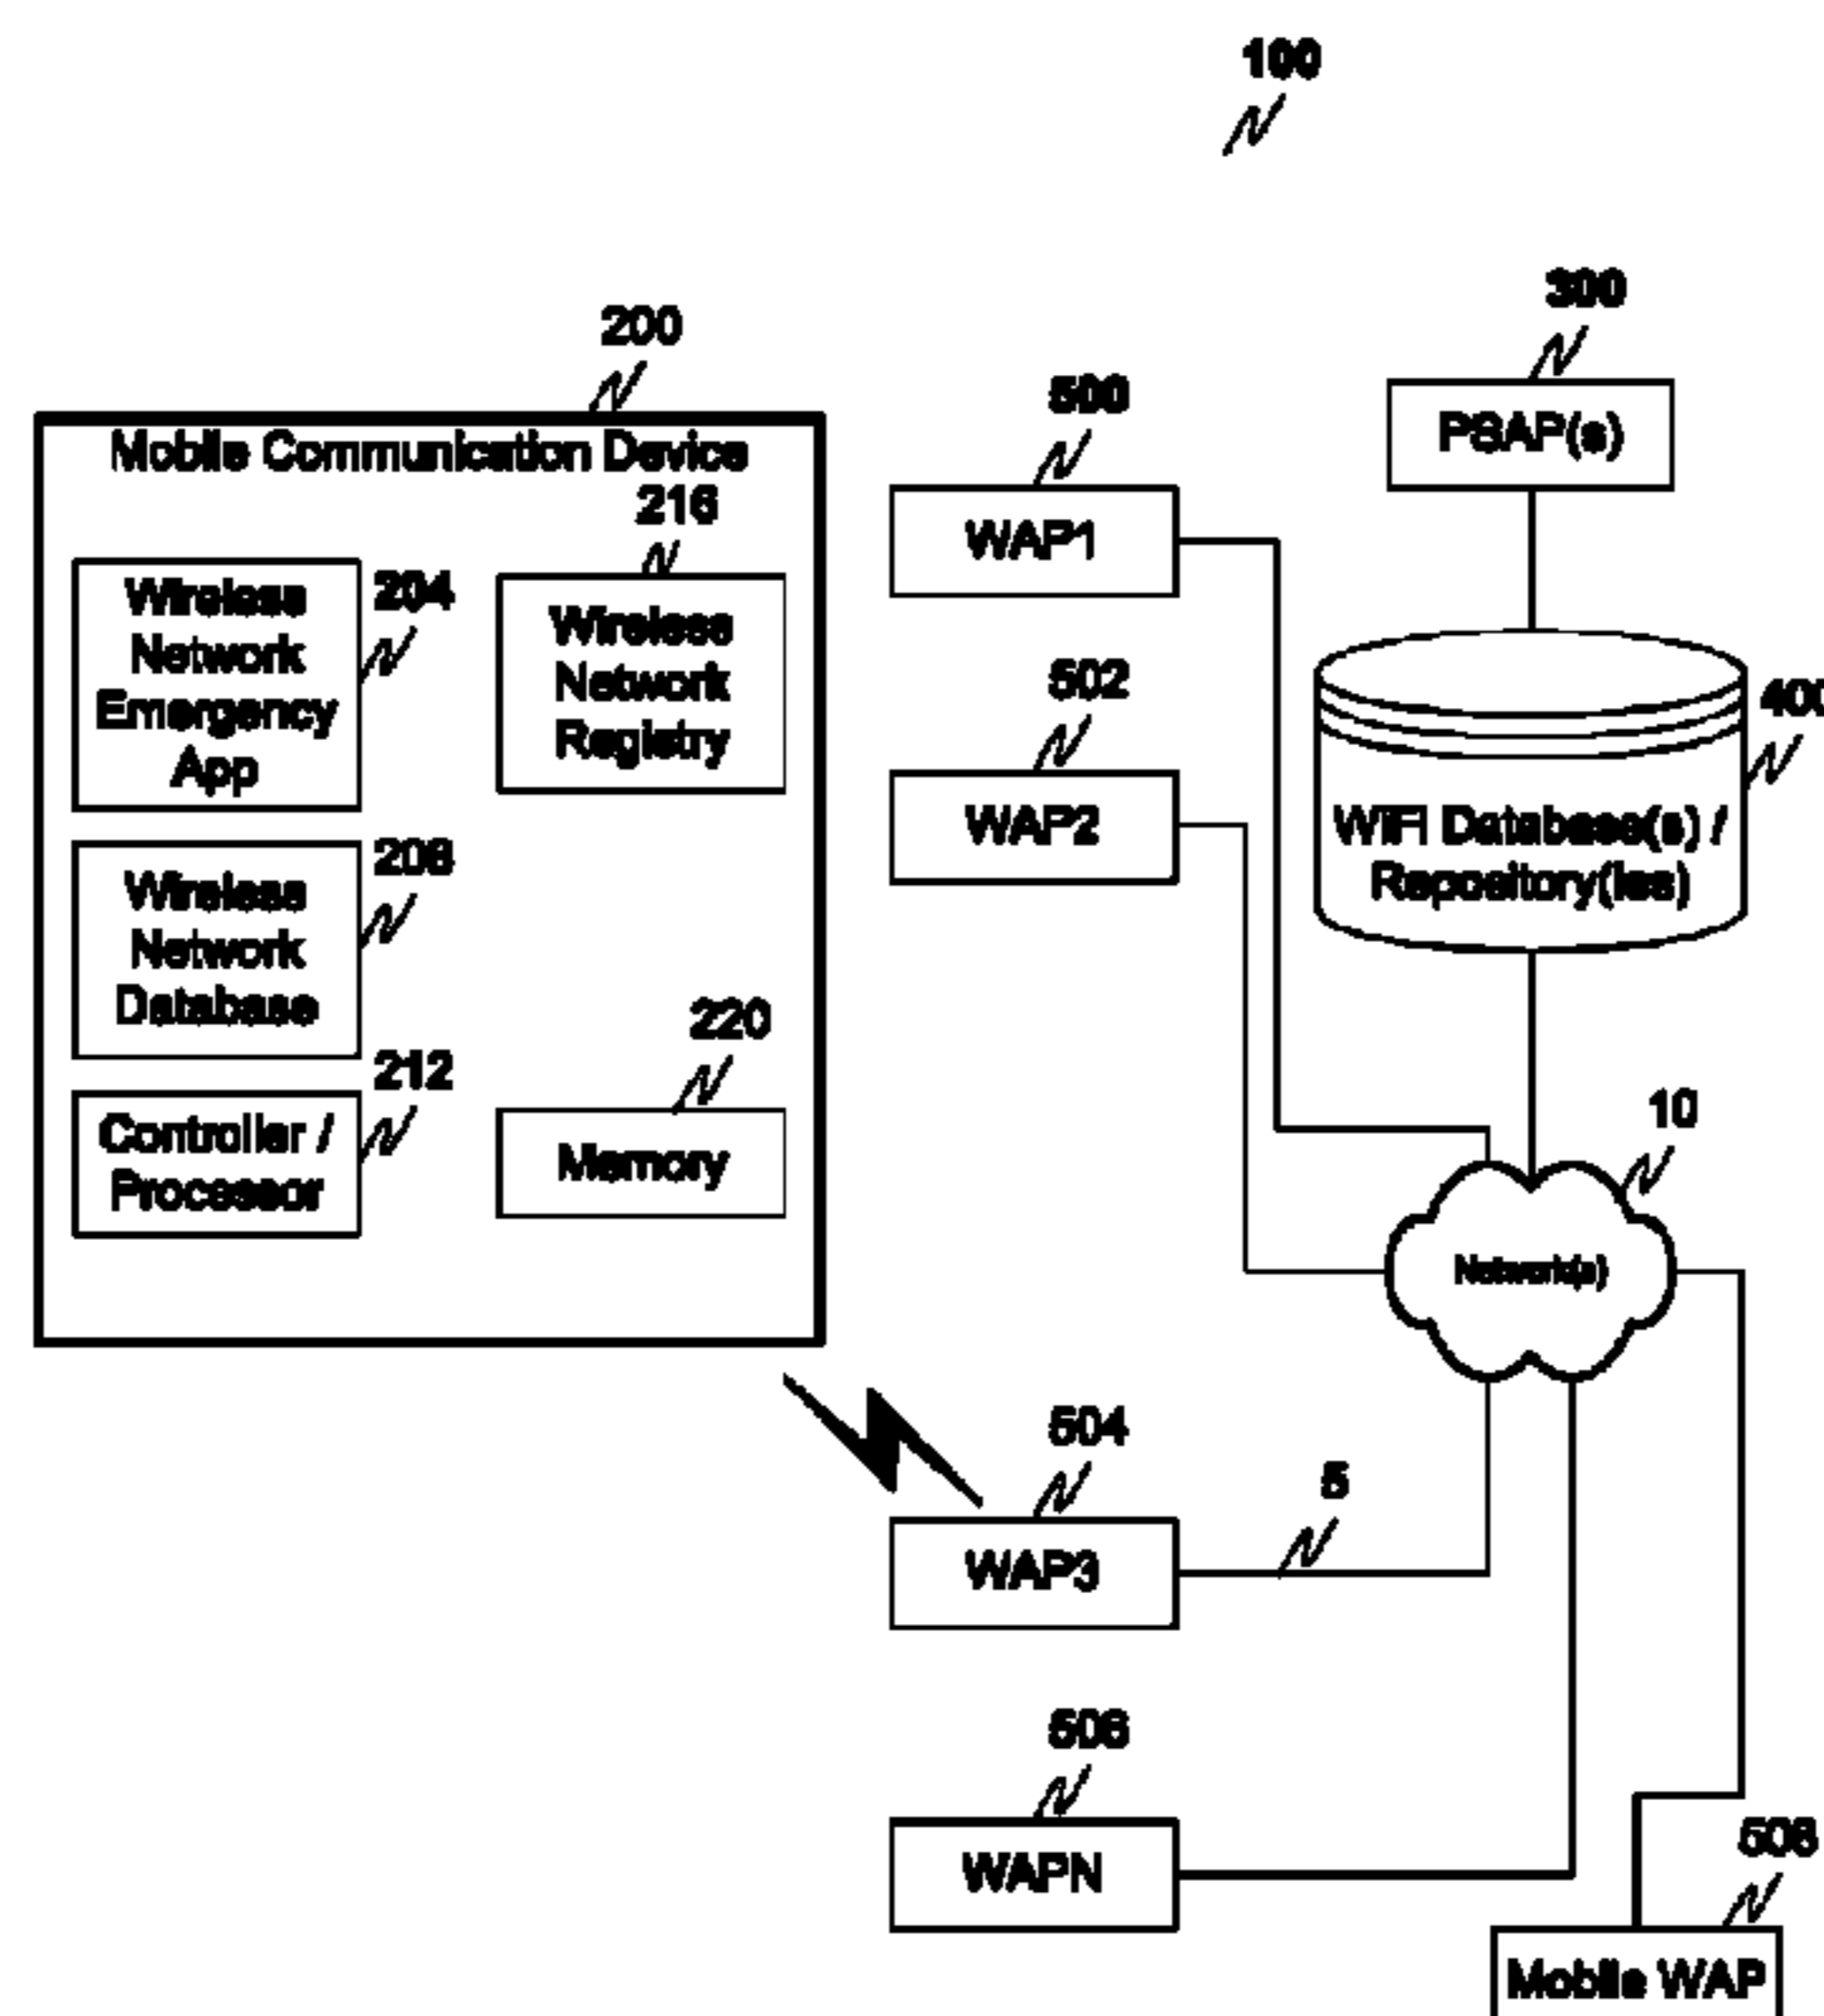 100
300
200
500
PSAP(s)
Mobile Communication Device
216
WAP1
Wireless
Network
Emergency
App
204
Wireless
Network
Registry
502
400
WAP2
WiFi Database(s) /
Repository(ies)
208
Wireless
Network
Database
220
212
10
Controller /
Processor
Memory
Network(s)
504
5
WAP3
506
WAPN
508
Mobile WAP